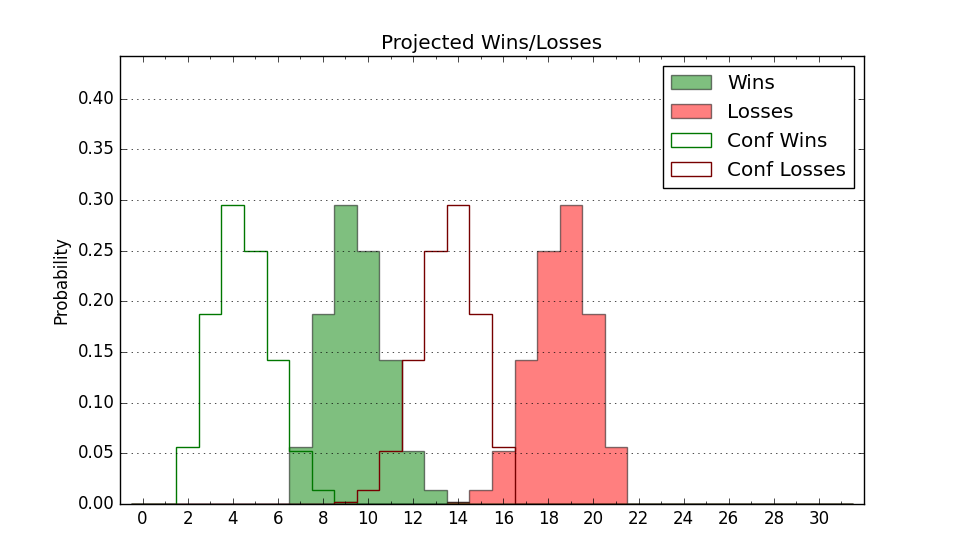 Projected Wins/Losses
Wins
Losses
Conf Wins
Conf Losses
Probability
0.40
0.35
0.30
0.25
0.20
0.15
0.10
0.05
0.00
0 2 4 6 8 10 12 14 16 18 20 22 24 26 28 30